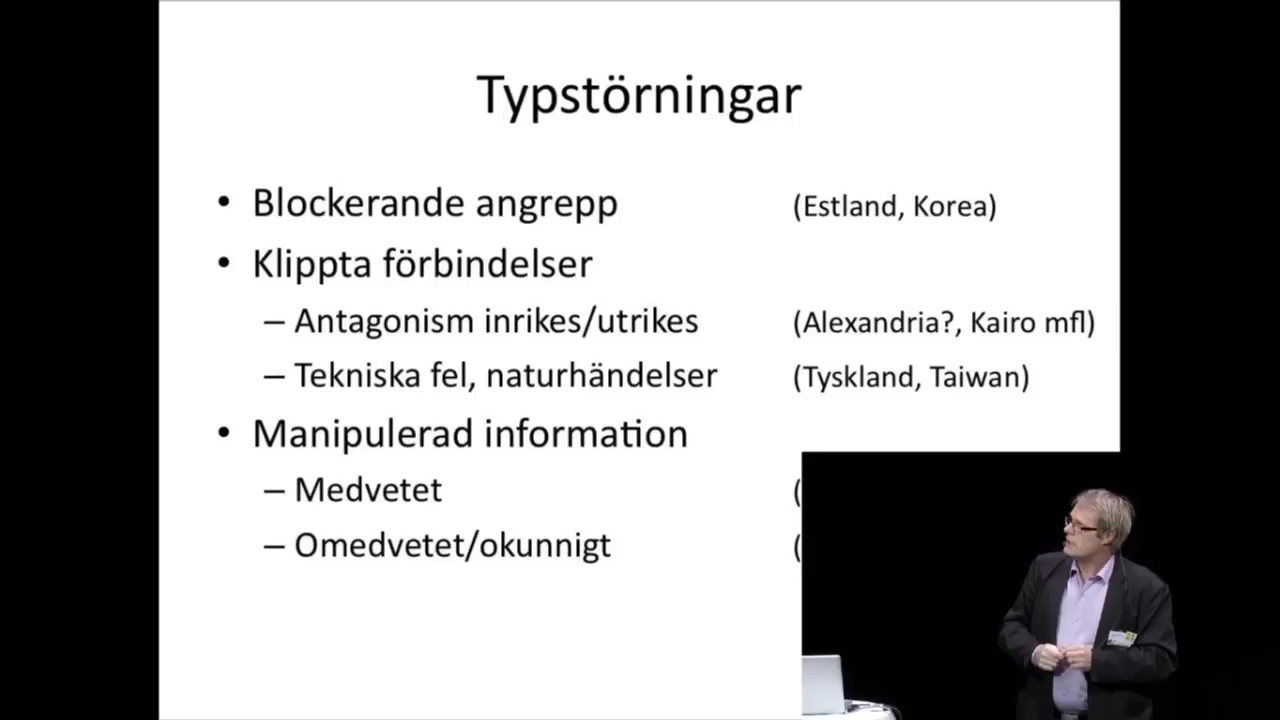 Typstörningar
• Blockerande angrepp (Estland, Korea)
• Klippta förbindelser
– Antagonism inrikes/utrikes (Alexandria?, Kairo mfl)
– Tekniska fel, naturhändelser (Tyskland, Taiwan)
• Manipulerad information
– Medvetet (
– Omedvetet/okunnigt (